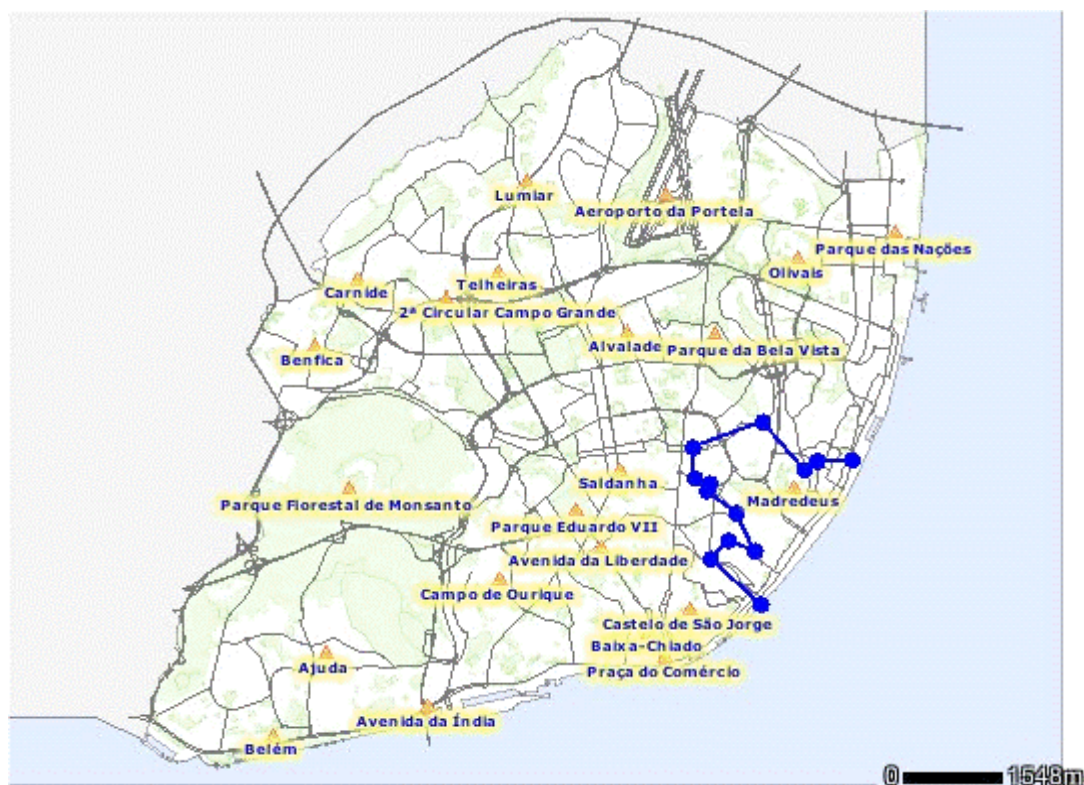 Lumiar
Aeroporto da Portela
Parque das Nações
Olivais
Telheiras
Carnide
2ª Circular Campo Grande
Alvalade
Parque da Bela Vista
Benfica
Saldanha
Madredeus
Parque Florestal de Monsanto
Parque Eduardo VII
Avenida da Liberdade
Campo de Ourique
Castelo de São Jorge
Baixa-Chiado
Ajuda
Praça do Comércio
Avenida da Índia
Belém
0 1548m